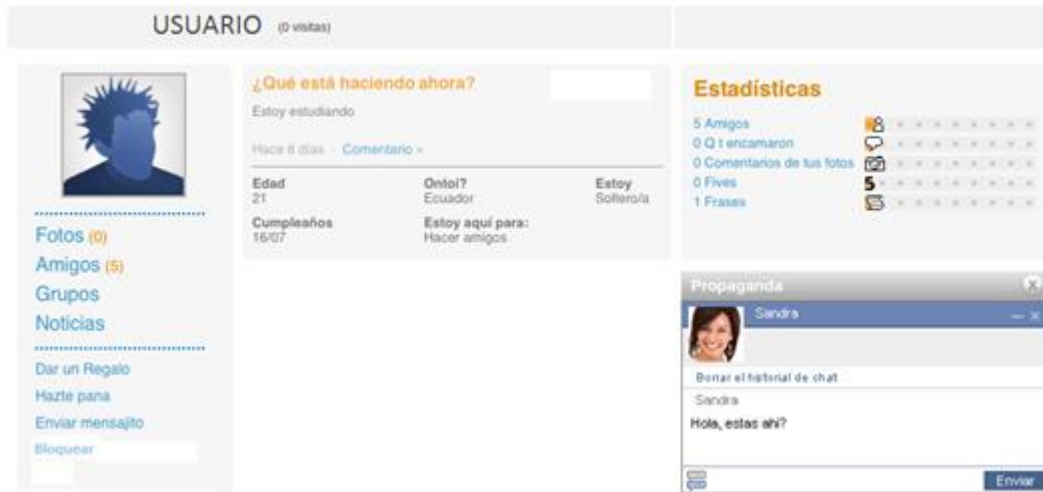 USUARIO (0 visitas)
¿Qué está haciendo ahora?
Estoy estudiando
Hace 8 días · Comentario »
Edad Ontoi? Estoy
21 Ecuador Soltero/a
Cumpleaños Estoy aquí para:
16/07 Hacer amigos
Fotos (0)
Amigos (5)
Grupos
Noticias
Dar un Regalo
Hazte pana
Enviar mensajito
Bloquear
Estadísticas
5 Amigos
0 Q t encamaron
0 Comentarios de tus fotos
0 Fives
5
1 Frases
Propaganda
Sandra
Borrar el historial de chat
Sandra
Hola, estas ahi?
Enviar